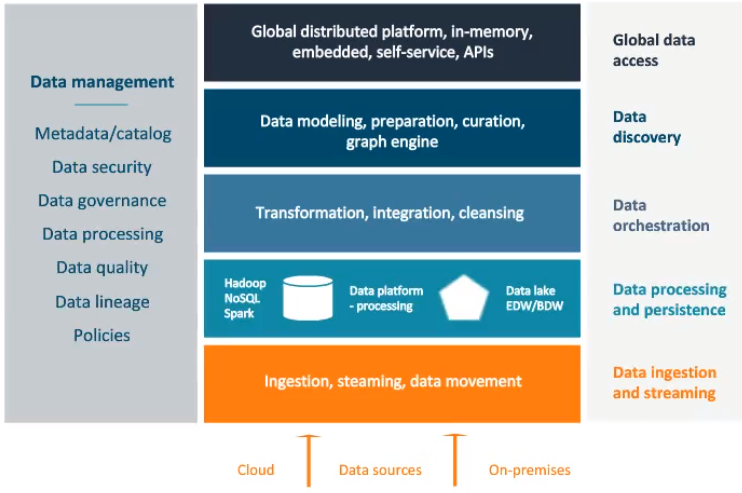 Data management
Metadata/catalog
Data security
Data governance
Data processing
Data quality
Data lineage
Policies
Global distributed platform, in-memory,
embedded, self-service, APIs
Global data
access
Data modeling, preparation, curation,
graph engine
Data
discovery
Transformation, integration, cleansing
Data
orchestration
Hadoop
NoSQL
Spark
Data platform
- processing
Data lake
EDW/BDW
Data processing
and persistence
Ingestion, steaming, data movement
Data ingestion
and streaming
Cloud
Data sources
On-premises